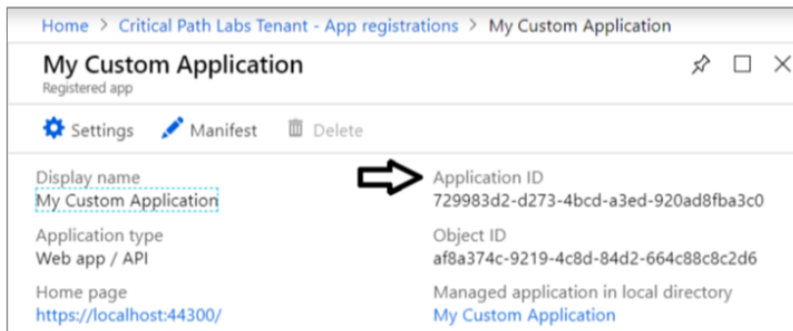 Home > Critical Path Labs Tenant - App registrations > My Custom Application
My Custom Application
Registered app
Settings Manifest Delete
Display name
My Custom Application
Application ID
729983d2-d273-4bcd-a3ed-920ad8fba3c0
Application type
Web app / API
Object ID
af8a374c-9219-4c8d-84d2-664c88c8c2d6
Home page
https://localhost:44300/
Managed application in local directory
My Custom Application